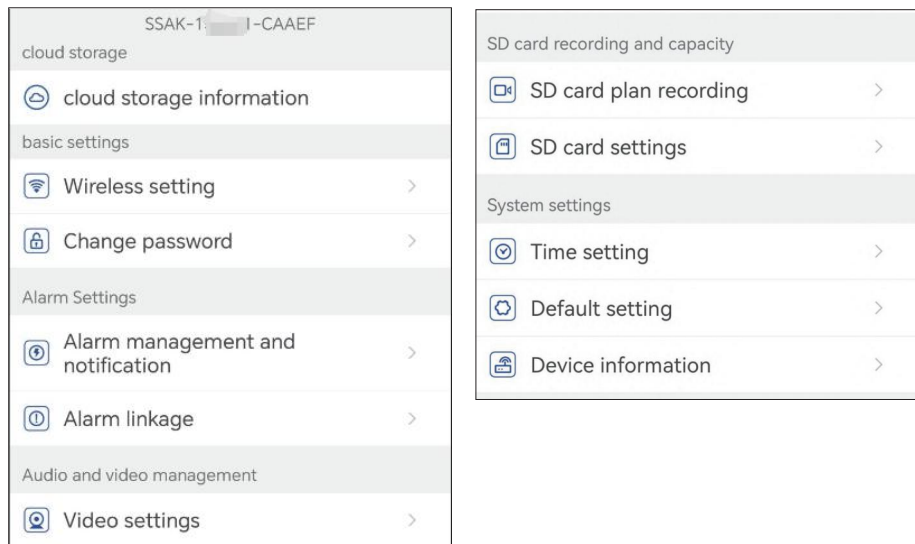 SSAK-1 1-CAAEF
cloud storage
cloud storage information
basic settings
Wireless setting
Change password
Alarm Settings
Alarm management and
notification
Alarm linkage
Audio and video management
Video settings
SD card recording and capacity
SD card plan recording
SD card settings
System settings
Time setting
Default setting
Device information